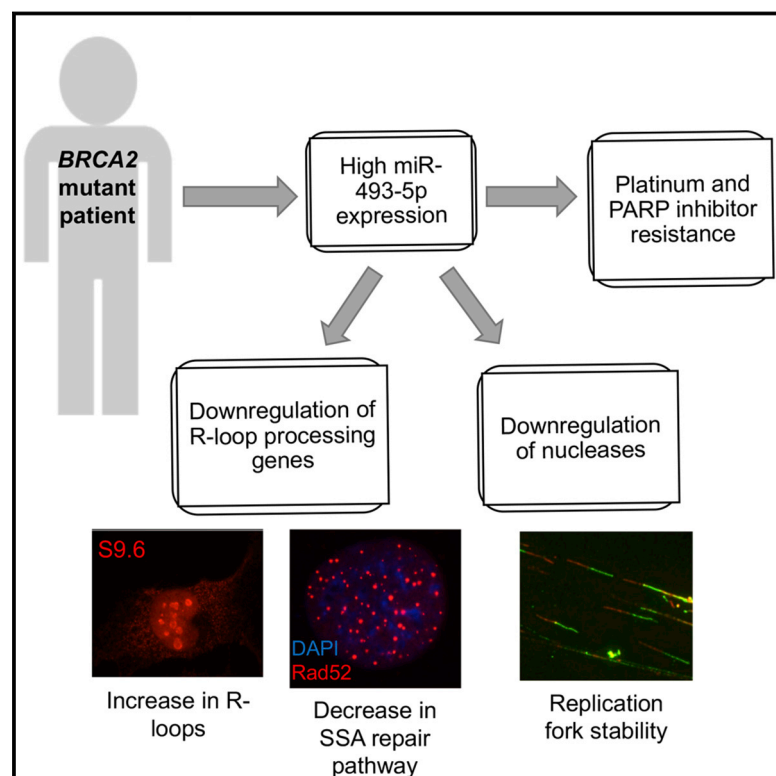 BRCA2
mutant
patient
High miR-
493-5p
expression
Platinum and
PARP inhibitor
resistance
Downregulation of
R-loop processing
genes
Downregulation
of nucleases
S9.6
DAPI
Rad52
Increase in R-
loops
Decrease in
SSA repair
pathway
Replication
fork stability